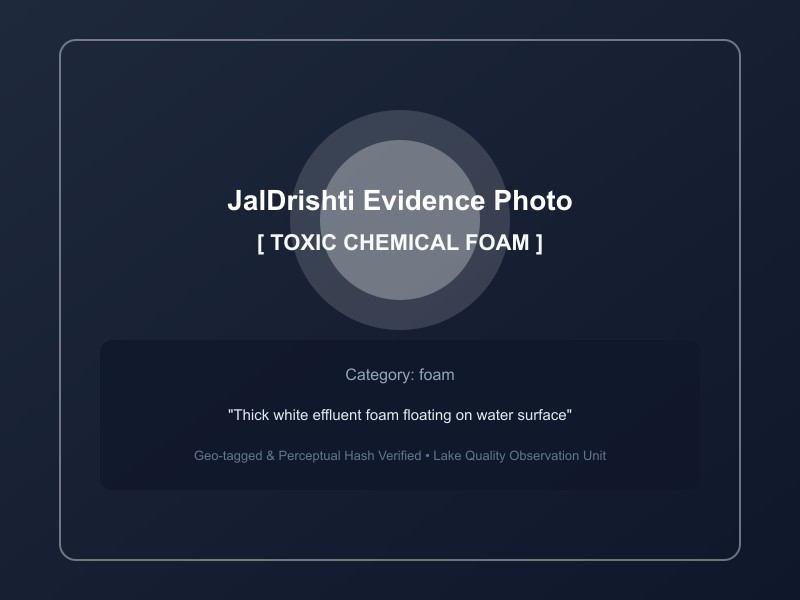 JalDrishti Evidence Photo
[ TOXIC CHEMICAL FOAM ]
Category: foam
"Thick white effluent foam floating on water surface"
Geo-tagged & Perceptual Hash Verified • Lake Quality Observation Unit